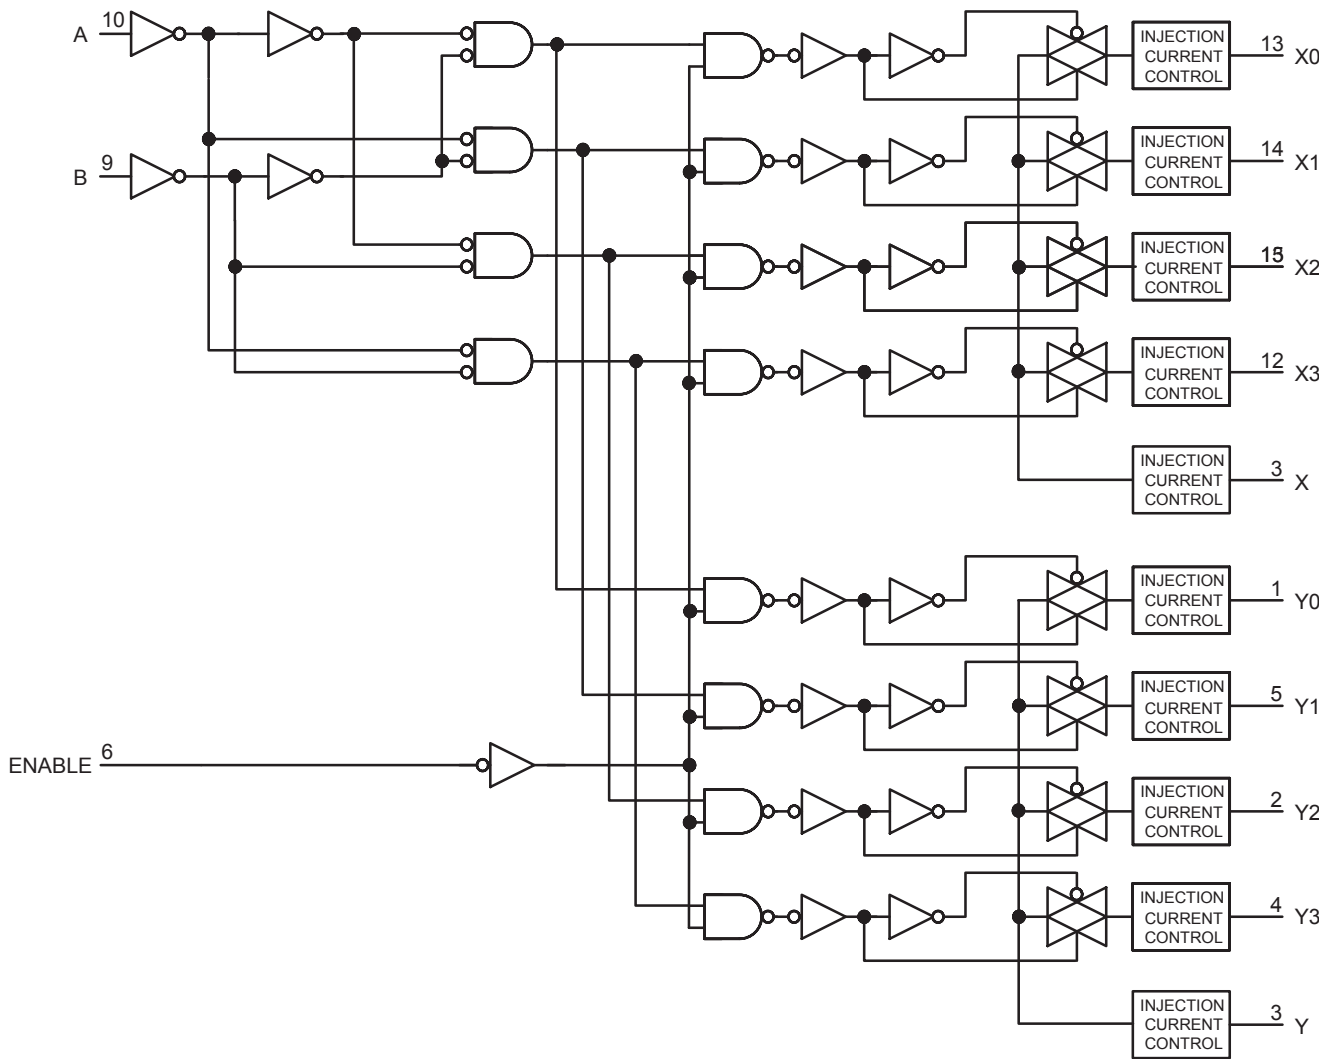 A 10
INJECTION
CURRENT
CONTROL
13 X0
B 9
INJECTION
CURRENT
CONTROL
14 X1
INJECTION
CURRENT
CONTROL
X2
INJECTION
CURRENT
CONTROL
12 X3
INJECTION
CURRENT
CONTROL
3 X
INJECTION
CURRENT
CONTROL
1 Y0
INJECTION
CURRENT
CONTROL
5 Y1
ENABLE 6
INJECTION
CURRENT
CONTROL
2 Y2
INJECTION
CURRENT
CONTROL
4 Y3
INJECTION
CURRENT
CONTROL
3 Y